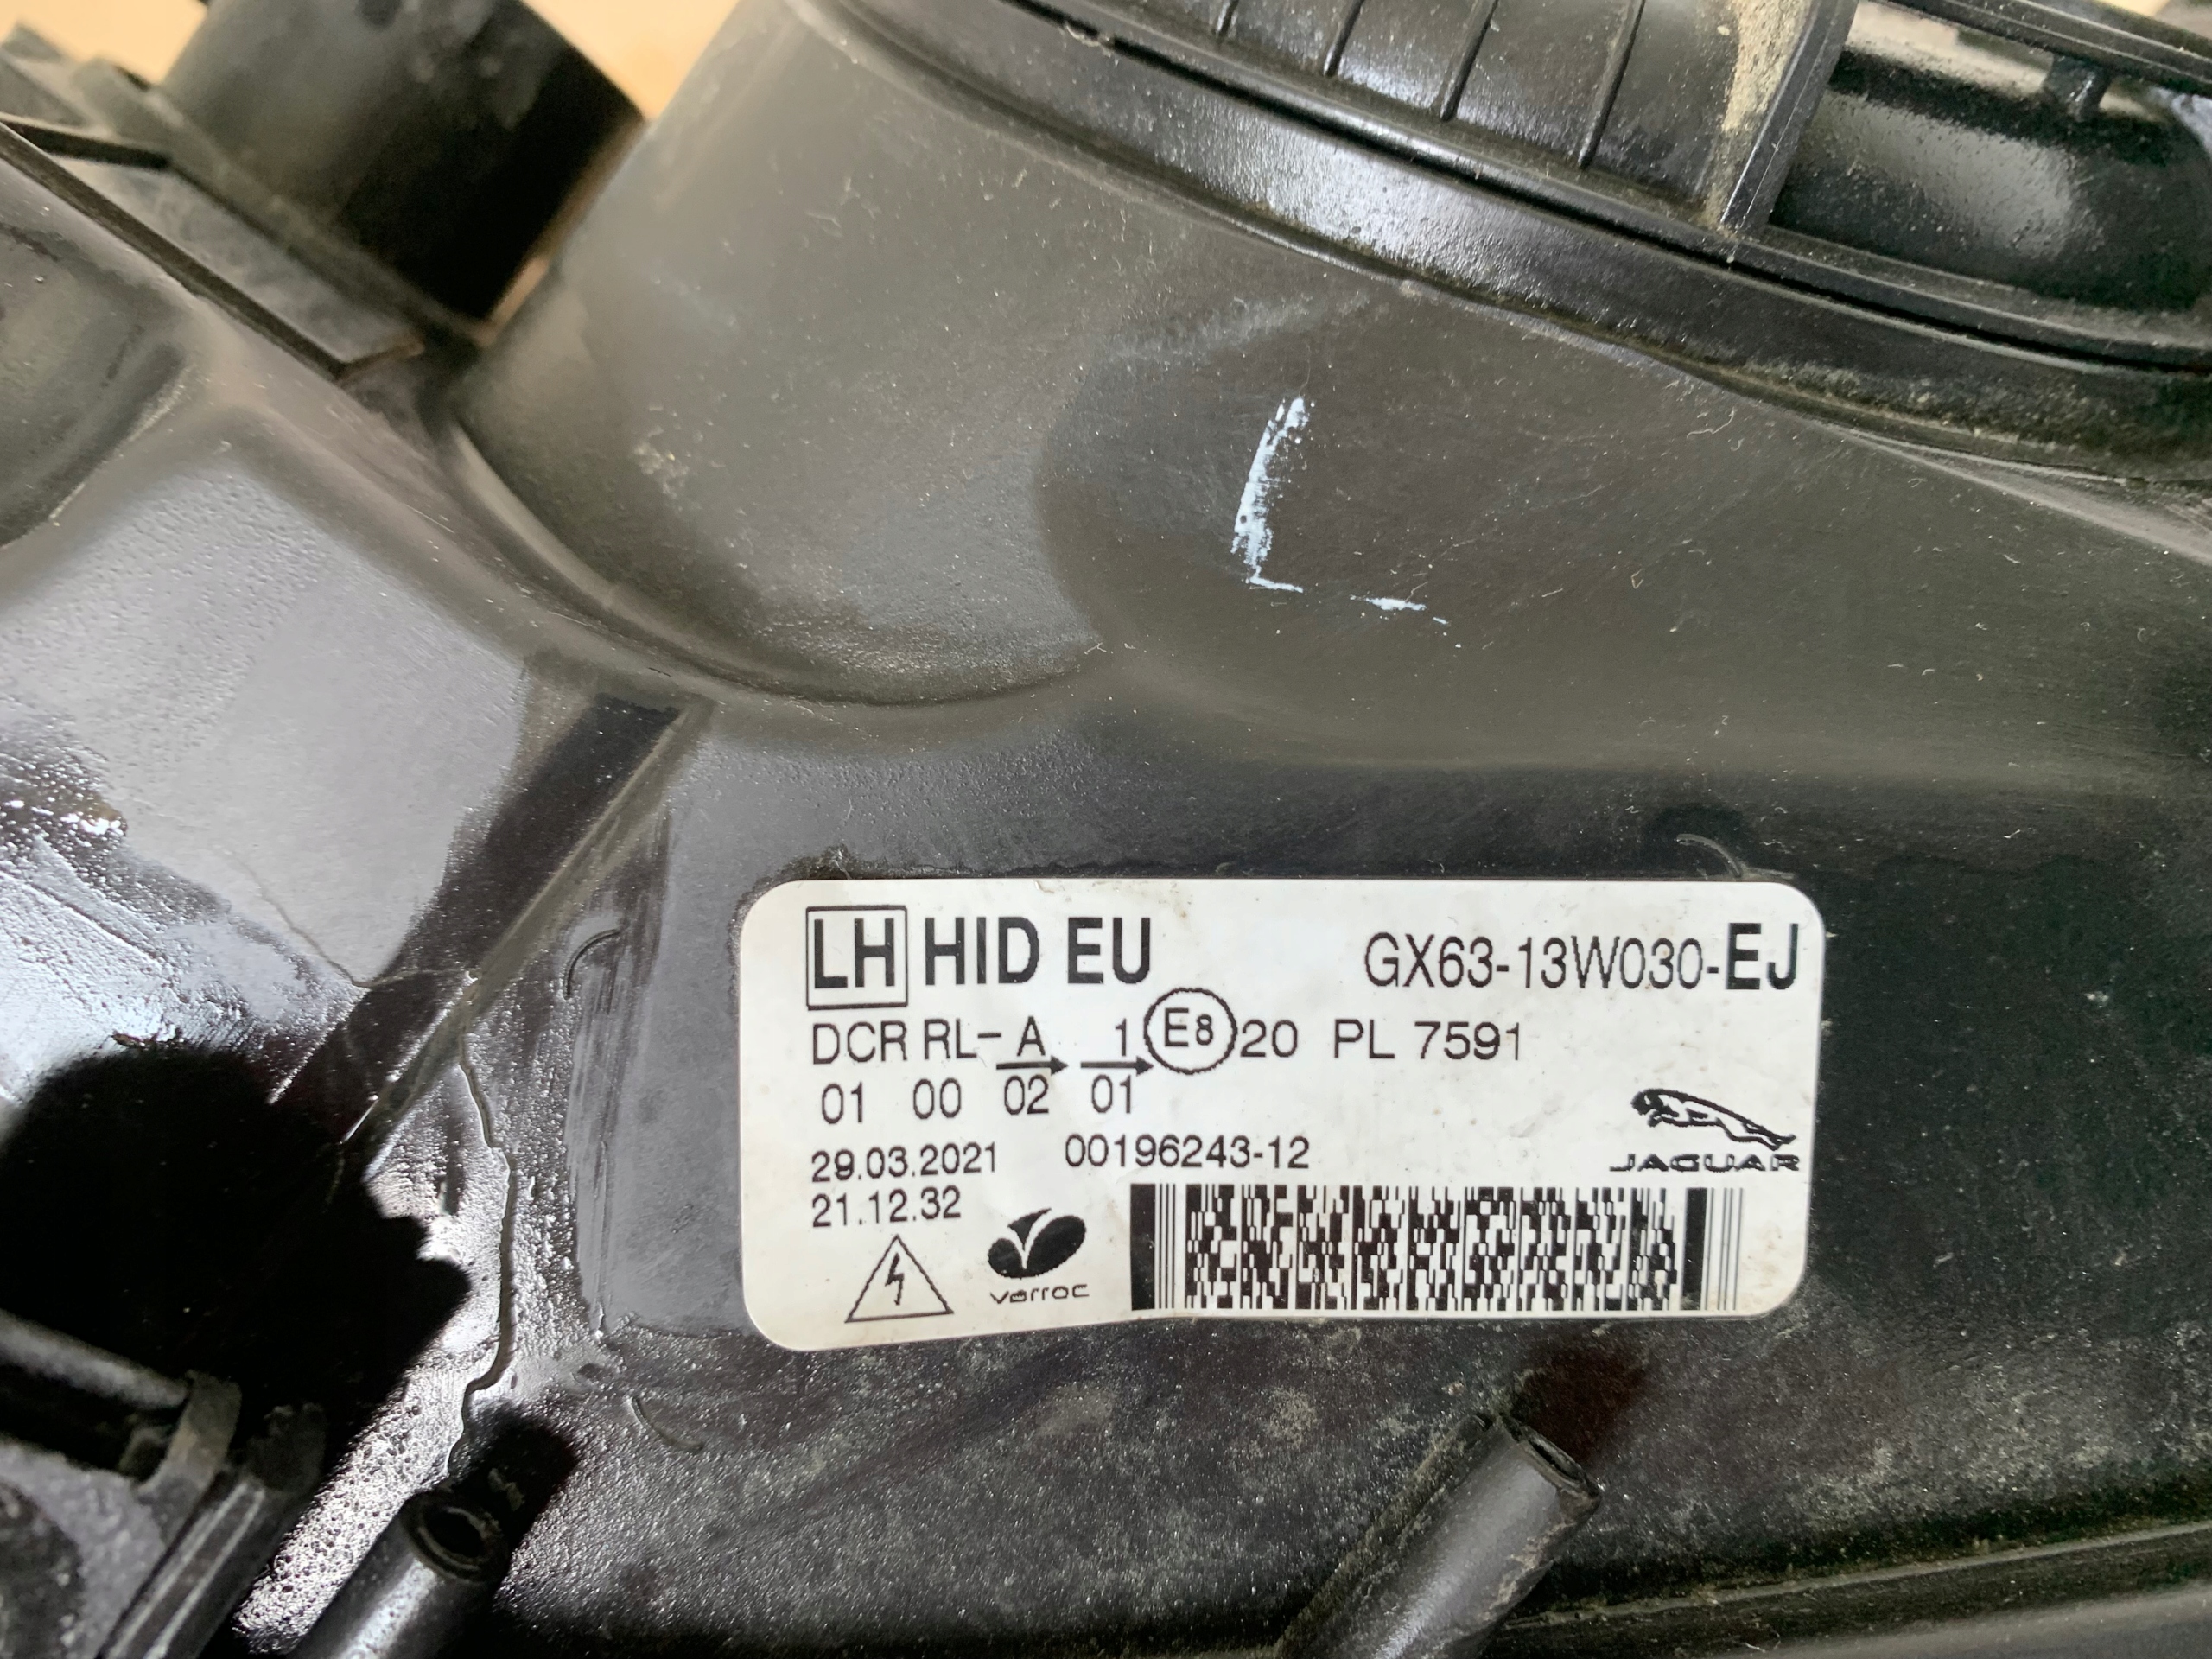 L
LH HID EU GX63-13W030-EJ
DCR RL- A 1 E8 20 PL 7591
01 00 02 01
29.03.2021 00196243-12
21.12.32
JAGUAR
varroc